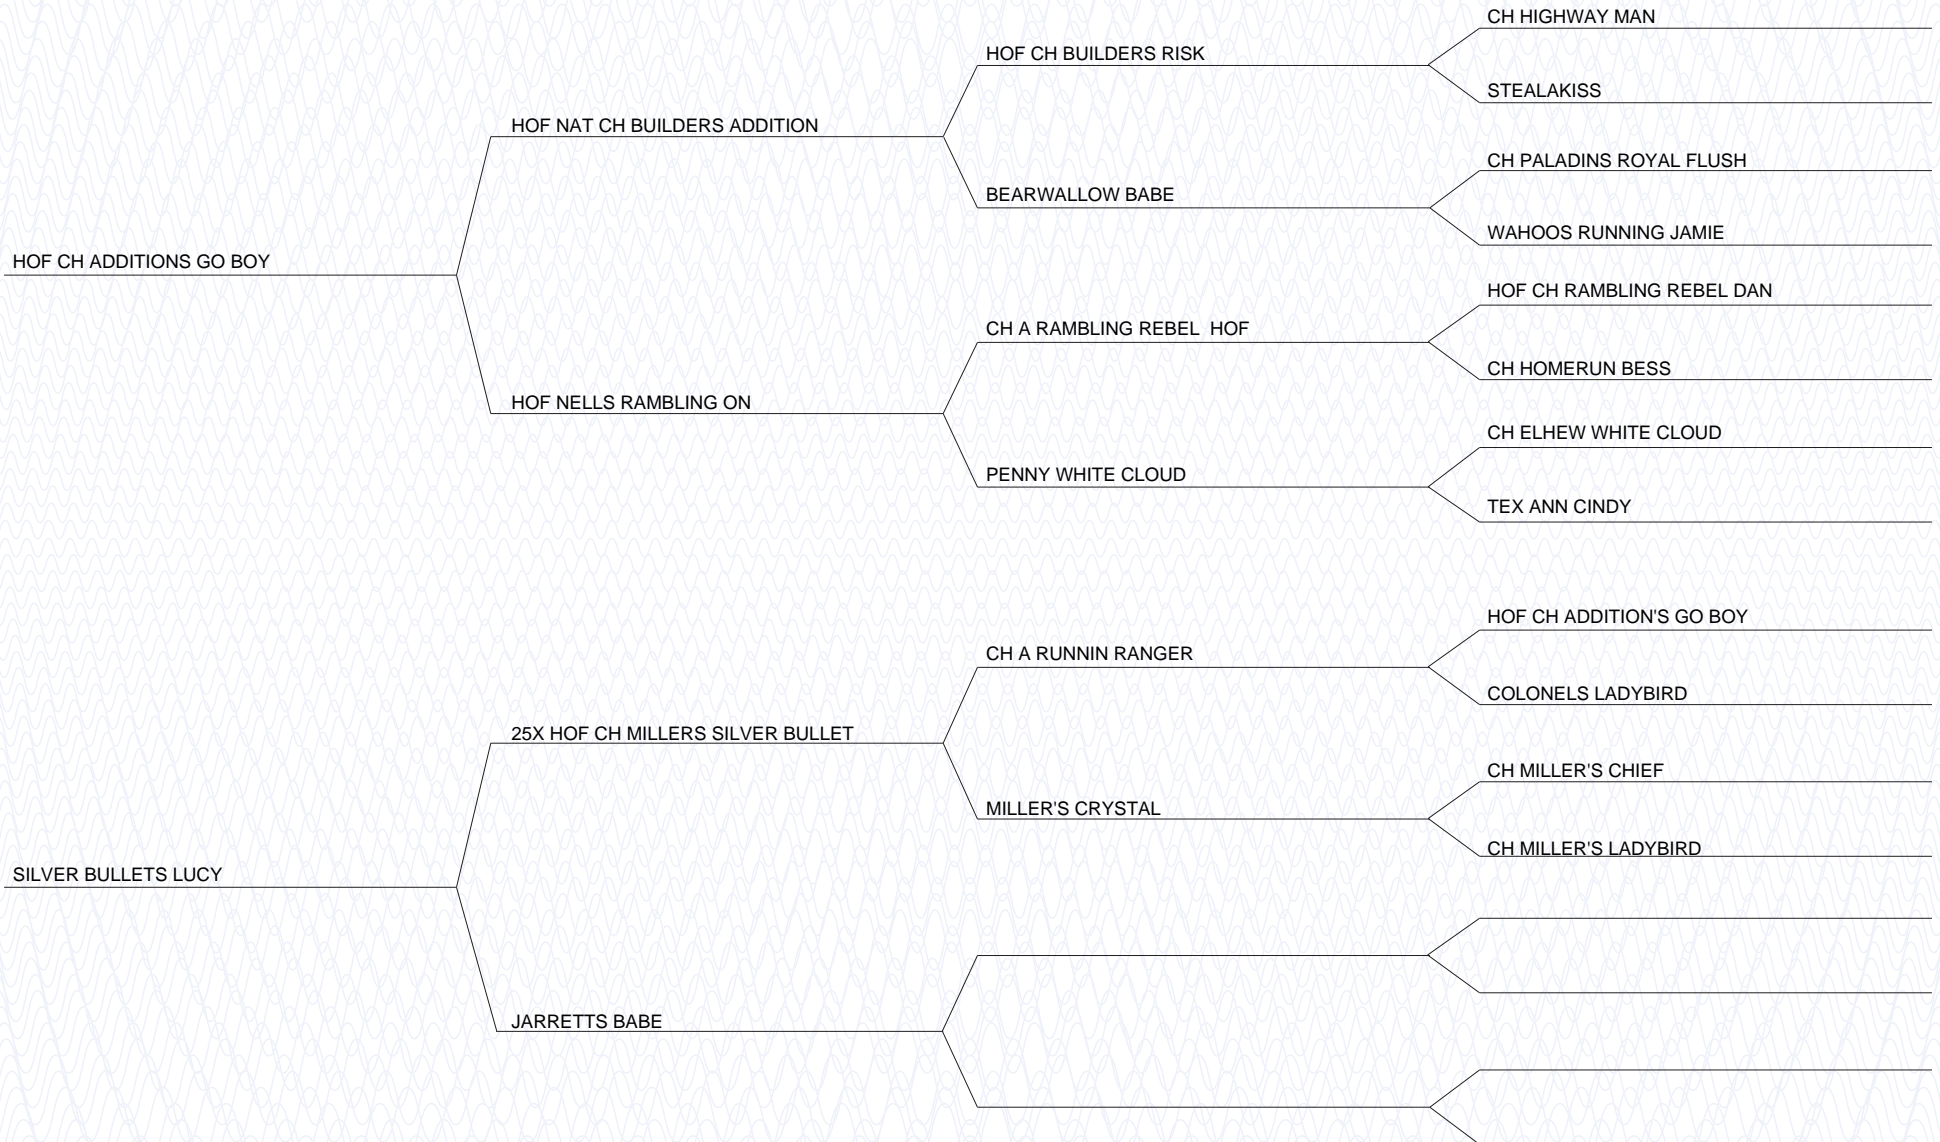 CH HIGHWAY MAN
HOF CH BUILDERS RISK
STEALAKISS
HOF NAT CH BUILDERS ADDITION
CH PALADINS ROYAL FLUSH
BEARWALLOW BABE
WAHOOS RUNNING JAMIE
HOF CH ADDITIONS GO BOY
HOF CH RAMBLING REBEL DAN
CH A RAMBLING REBEL  HOF
CH HOMERUN BESS
HOF NELLS RAMBLING ON
CH ELHEW WHITE CLOUD
PENNY WHITE CLOUD
TEX ANN CINDY
HOF CH ADDITION'S GO BOY
CH A RUNNIN RANGER
COLONELS LADYBIRD
25X HOF CH MILLERS SILVER BULLET
CH MILLER'S CHIEF
MILLER'S CRYSTAL
CH MILLER'S LADYBIRD
SILVER BULLETS LUCY
JARRETTS BABE